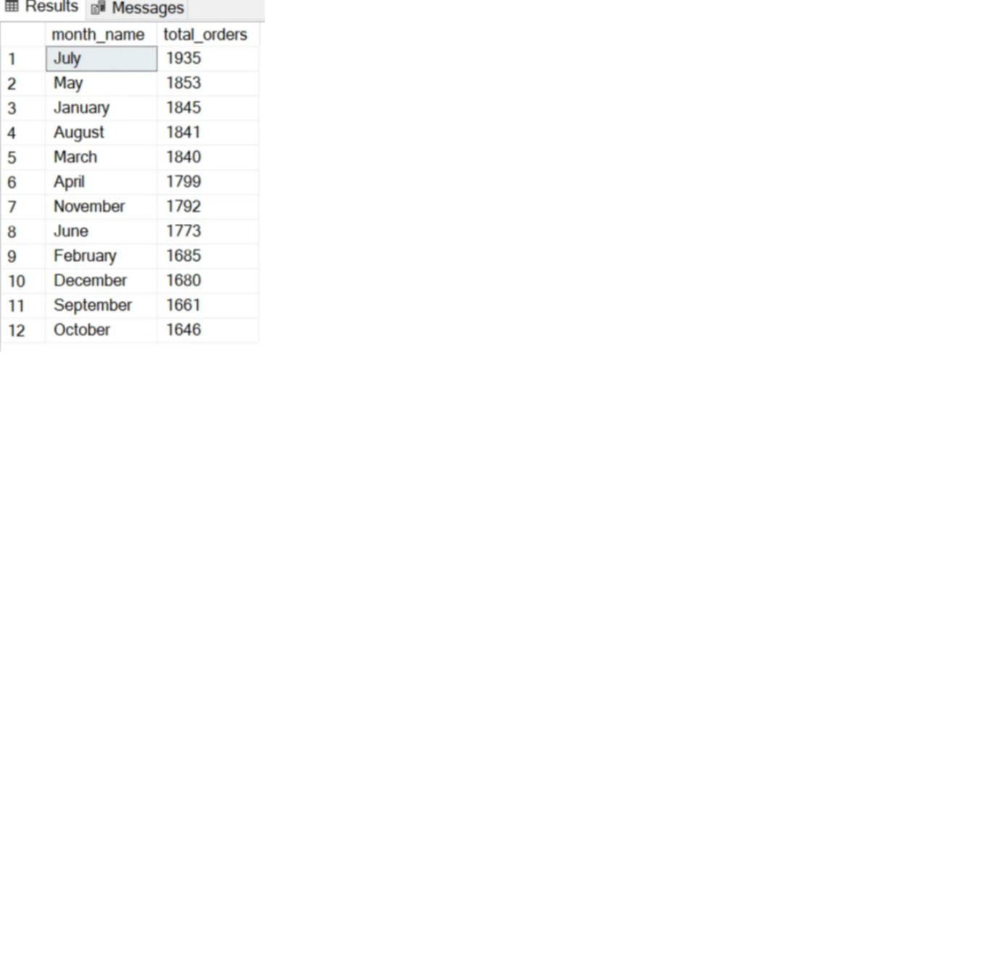 Results Messages
month_name total_orders
1 July 1935
2 May 1853
3 January 1845
4 August 1841
5 March 1840
6 April 1799
7 November 1792
8 June 1773
9 February 1685
10 December 1680
11 September 1661
12 October 1646